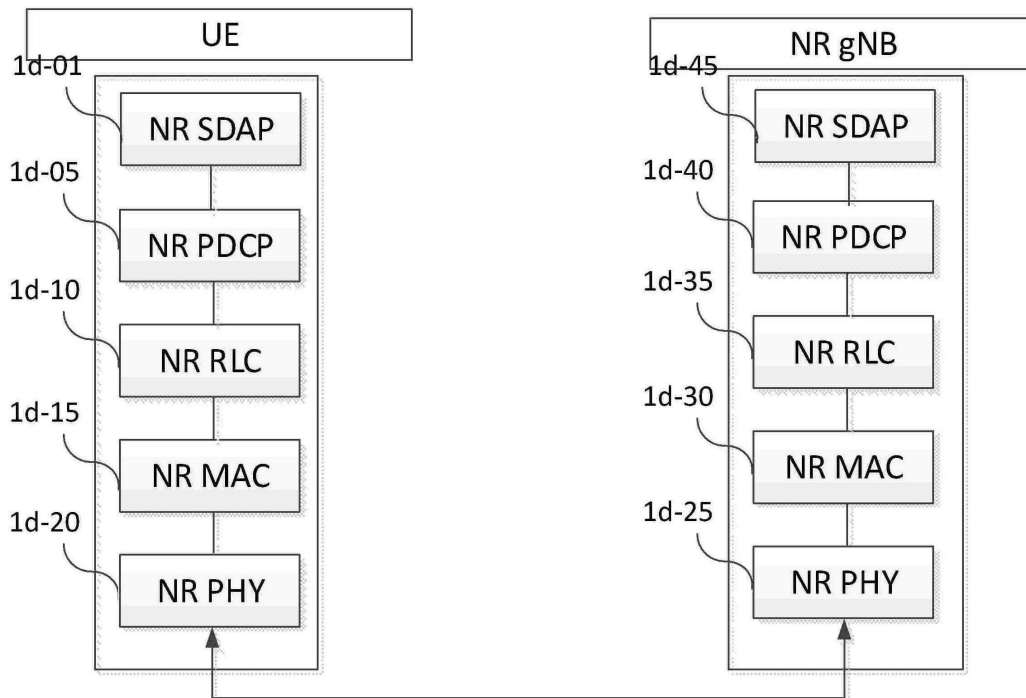 UE
1d-01
NR SDAP
1d-05
NR PDCP
1d-10
NR RLC
1d-15
NR MAC
1d-20
NR PHY
NR gNB
1d-45
NR SDAP
1d-40
NR PDCP
1d-35
NR RLC
1d-30
NR MAC
1d-25
NR PHY